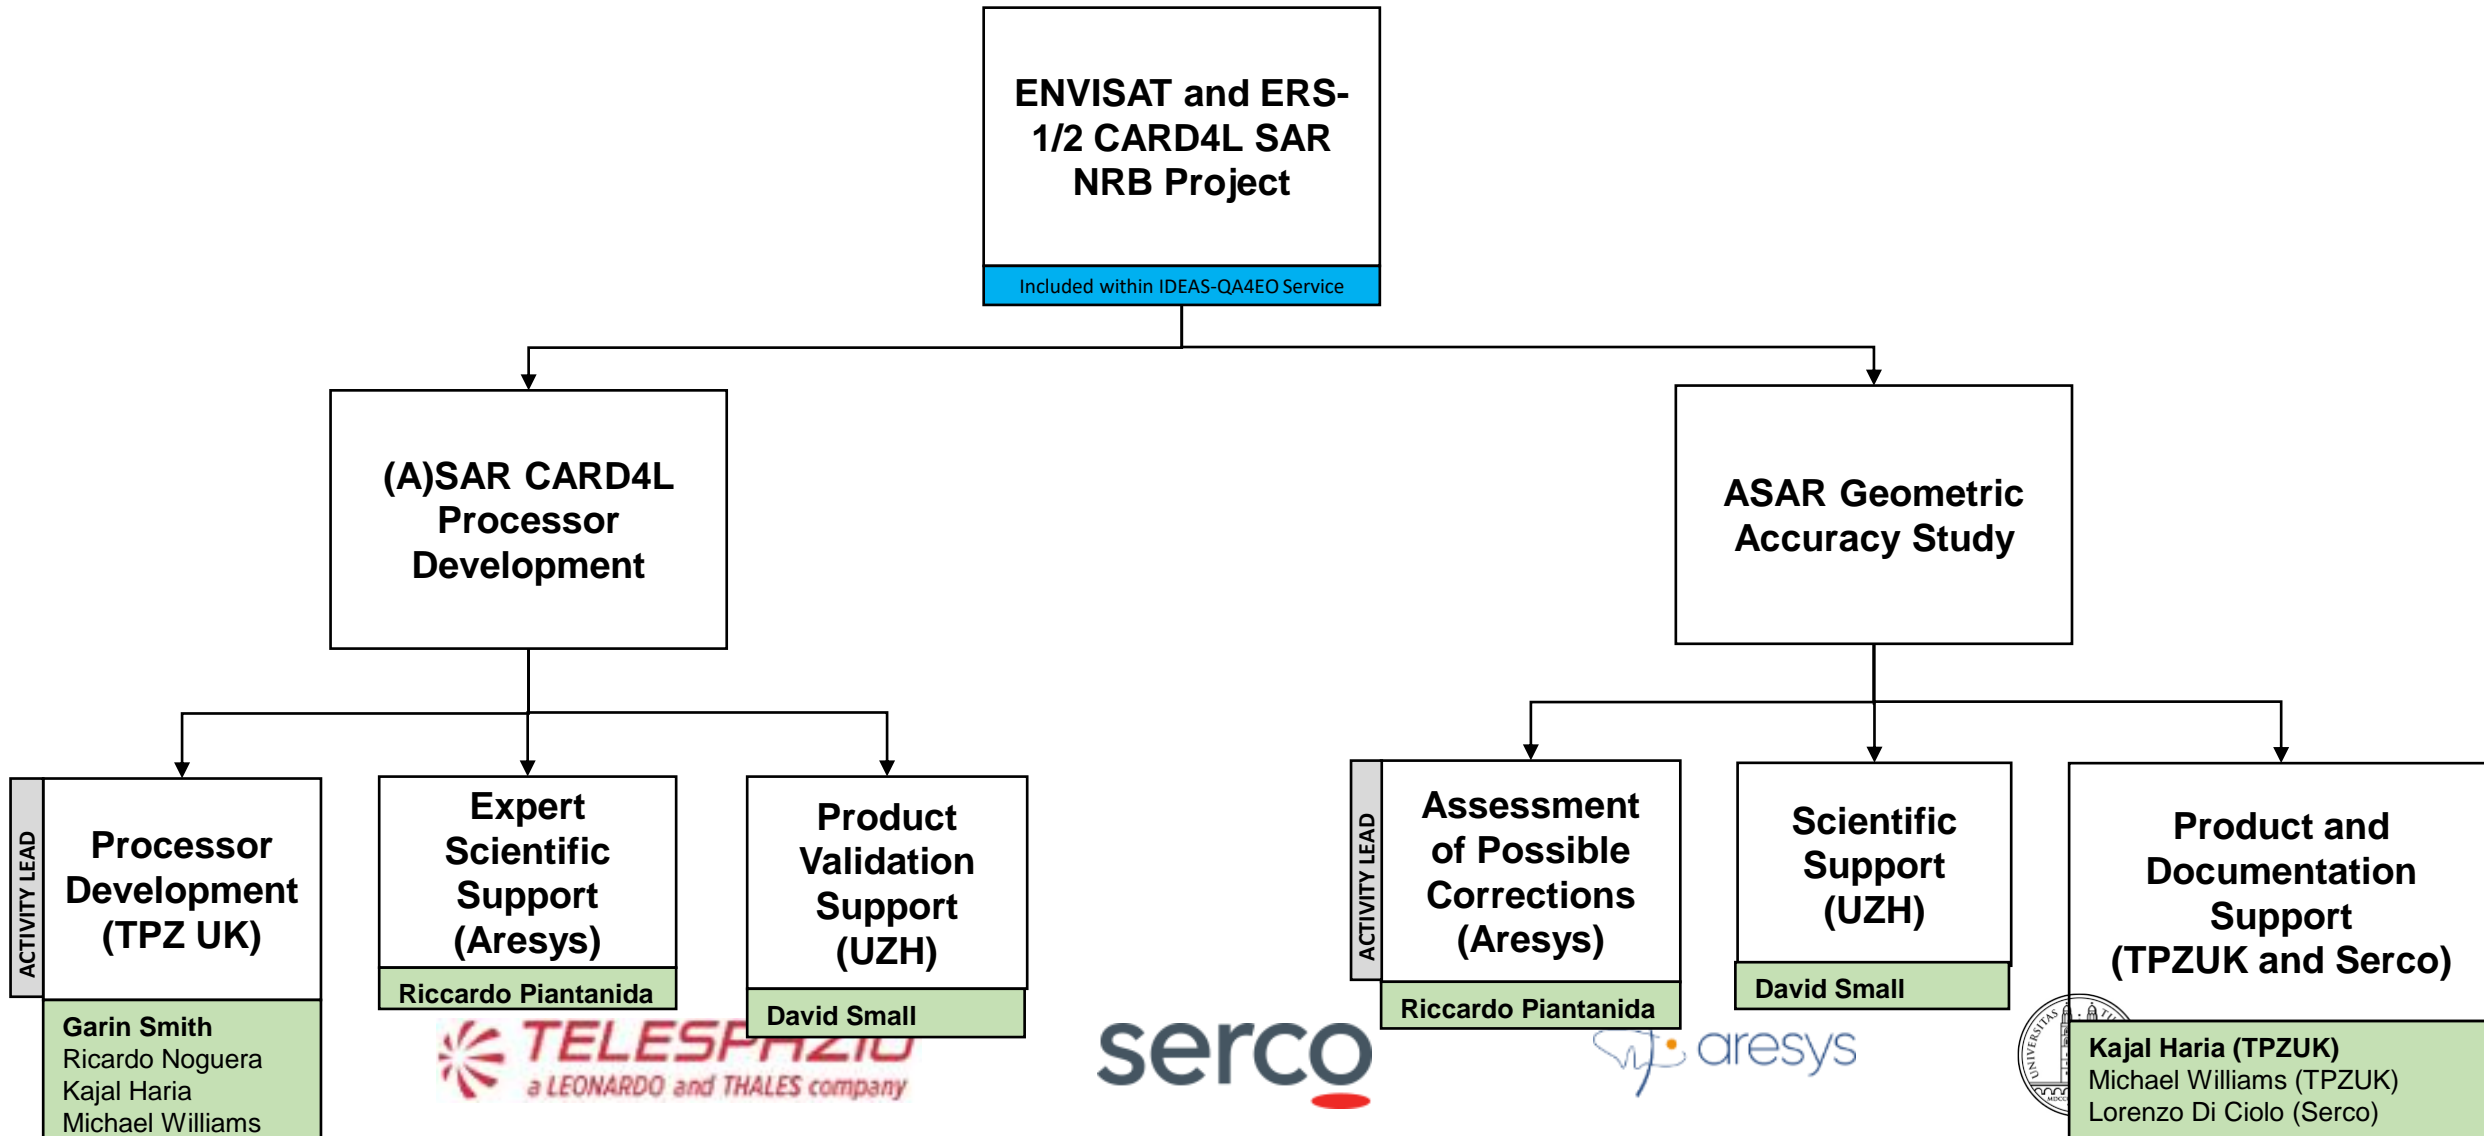 ENVISAT and ERS-
1/2 CARD4L SAR
NRB Project
Included within IDEAS-QA4EO Service
(A)SAR CARD4L
Processor
Development
ASAR Geometric
Accuracy Study
ACTIVITY LEAD
Processor
Development
(TPZ UK)
Garin Smith
Ricardo Noguera
Kajal Haria
Michael Williams
Expert
Scientific
Support
(Aresys)
Riccardo Piantanida
Product
Validation
Support
(UZH)
David Small
ACTIVITY LEAD
Assessment
of Possible
Corrections
(Aresys)
Riccardo Piantanida
Scientific
Support
(UZH)
David Small
Product and
Documentation
Support
(TPZUK and Serco)
Kajal Haria (TPZUK)
Michael Williams (TPZUK)
Lorenzo Di Ciolo (Serco)
TELESPAZIO
a LEONARDO and THALES company
serco
aresys
UNIVERSITAS